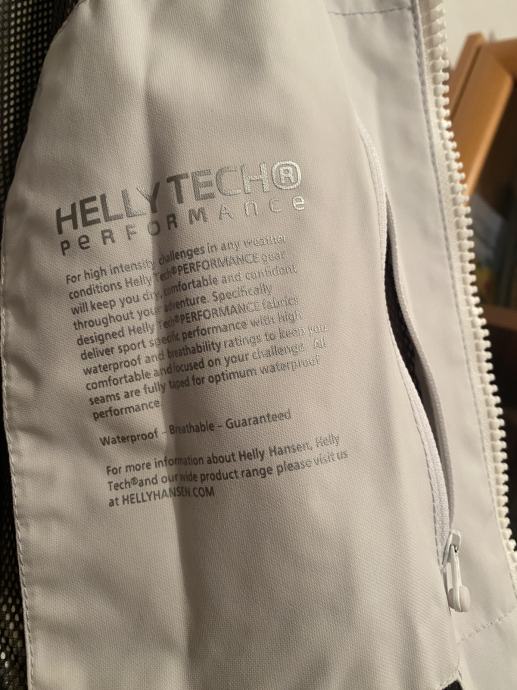 HELLY TECH®
PeRFORMAnce
For high intensity challenges in any weather
conditions Helly Tech®PERFORMANCE gear
will keep you dry, comfortable and confident
throughout your adventure. Specifically
designed Helly Tech®PERFORMANCE fabrics
deliver sport specific performance with high
waterproof and breathability ratings to keep you
comfortable and focused on your challenge. All
seams are fully taped for optimum waterproof
performance.
Waterproof - Breathable - Guaranteed
For more information about Helly Hansen, Helly
Tech®and our wide product range please visit us
at HELLYHANSEN.COM